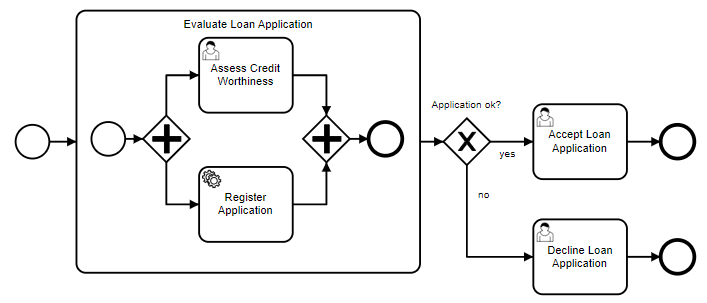 Evaluate Loan Application
Assess Credit
Worthiness
Register
Application
Application ok?
yes
no
Accept Loan
Application
Decline Loan
Application